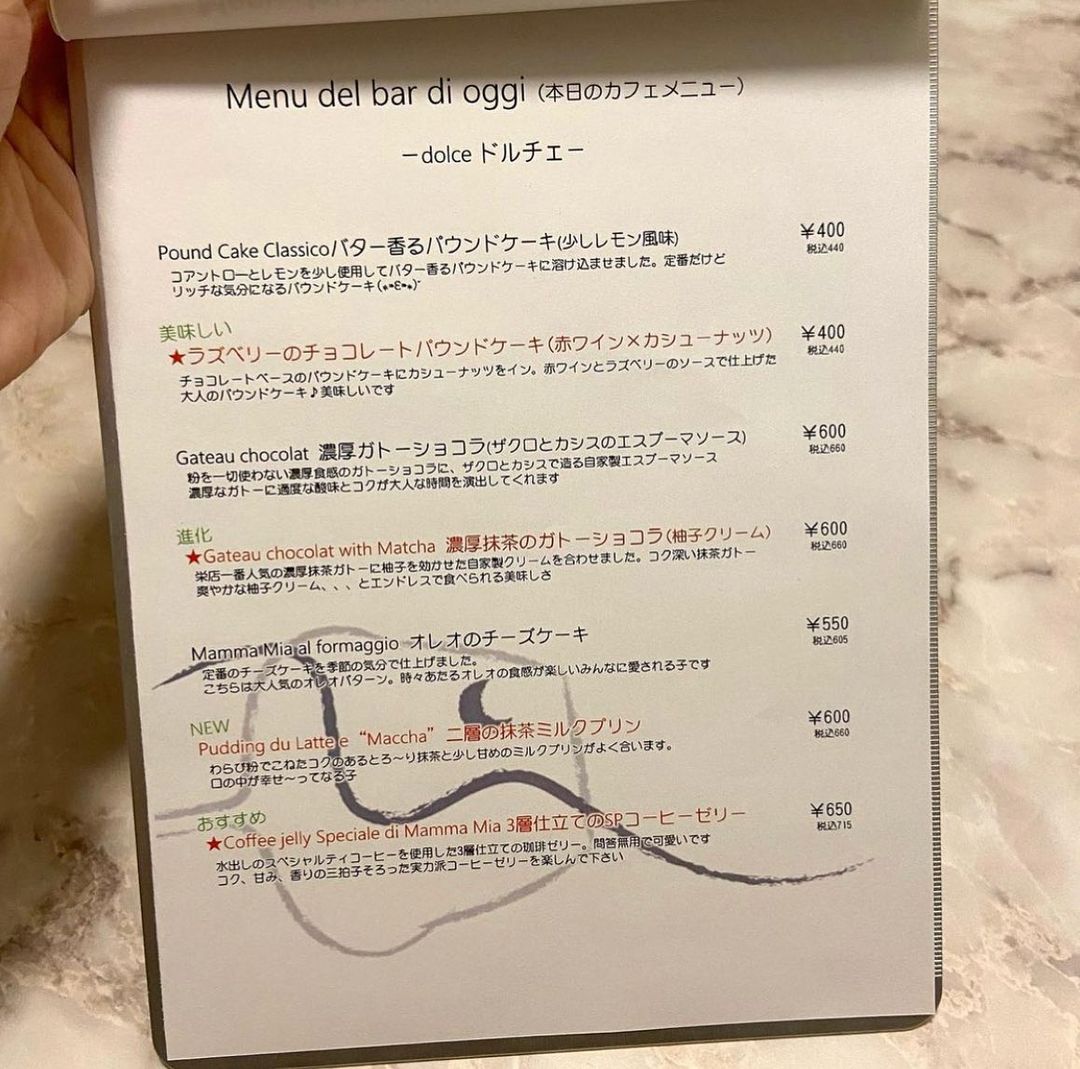 Menu del bar di oggi（本日のカフェメニュー）
－dolce ドルチェ－
Pound Cake Classicoバター香るパウンドケーキ(少しレモン風味) ￥400
税込440
コアントローとレモンを少し使用してバター香るパウンドケーキに溶け込ませました。定番だけど
リッチな気分になるパウンドケーキ(⁎⁍̴̛ᴗ⁍̴̛⁎)
美味しい
★ラズベリーのチョコレートパウンドケーキ（赤ワイン×カシューナッツ） ￥400
税込440
チョコレートベースのパウンドケーキにカシューナッツをイン。赤ワインとラズベリーのソースで仕上げた
大人のパウンドケーキ♪美味しいです
Gateau chocolat 濃厚ガトーショコラ(ザクロとカシスのエスプーマソース) ￥600
税込660
粉を一切使わない濃厚食感のガトーショコラに、ザクロとカシスで造る自家製エスプーマソース
濃厚なガトーに適度な酸味とコクが大人な時間を演出してくれます
進化
★Gateau chocolat with Matcha 濃厚抹茶のガトーショコラ（柚子クリーム） ￥600
税込660
栄店一番人気の濃厚抹茶ガトーに柚子を効かせた自家製クリームを合わせました。コク深い抹茶ガトー
爽やかな柚子クリーム、、、とエンドレスで食べられる美味しさ
Mamma Mia al formaggio オレオのチーズケーキ ￥550
税込605
定番のチーズケーキを季節の気分で仕上げました。
こちらは大人気のオレオパターン。時々あたるオレオの食感が楽しいみんなに愛される子です
NEW
Pudding du Latte e “Maccha” 二層の抹茶ミルクプリン ￥600
税込660
わらび粉でこねたコクのあるとろ～り抹茶と少し甘めのミルクプリンがよく合います。
口の中が幸せ～ってなる子
おすすめ
★Coffee jelly Speciale di Mamma Mia 3層仕立てのSPコーヒーゼリー ￥650
税込715
水出しのスペシャルティコーヒーを使用した3層仕立ての珈琲ゼリー。問答無用で可愛いです
コク、甘み、香りの三拍子そろった実力派コーヒーゼリーを楽しんで下さい